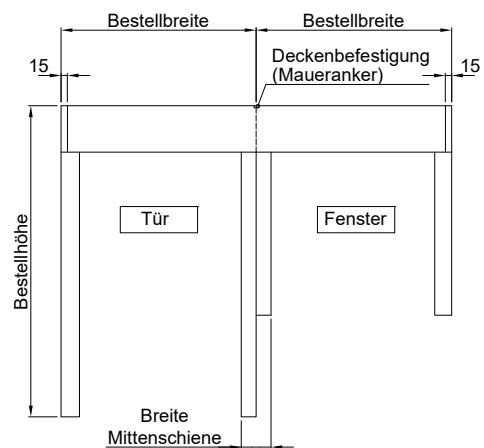 Bestellbreite Bestellbreite
Deckenbefestigung
(Maueranker)
15 15
Bestellhöhe
Tür Fenster
Breite
Mittenschiene